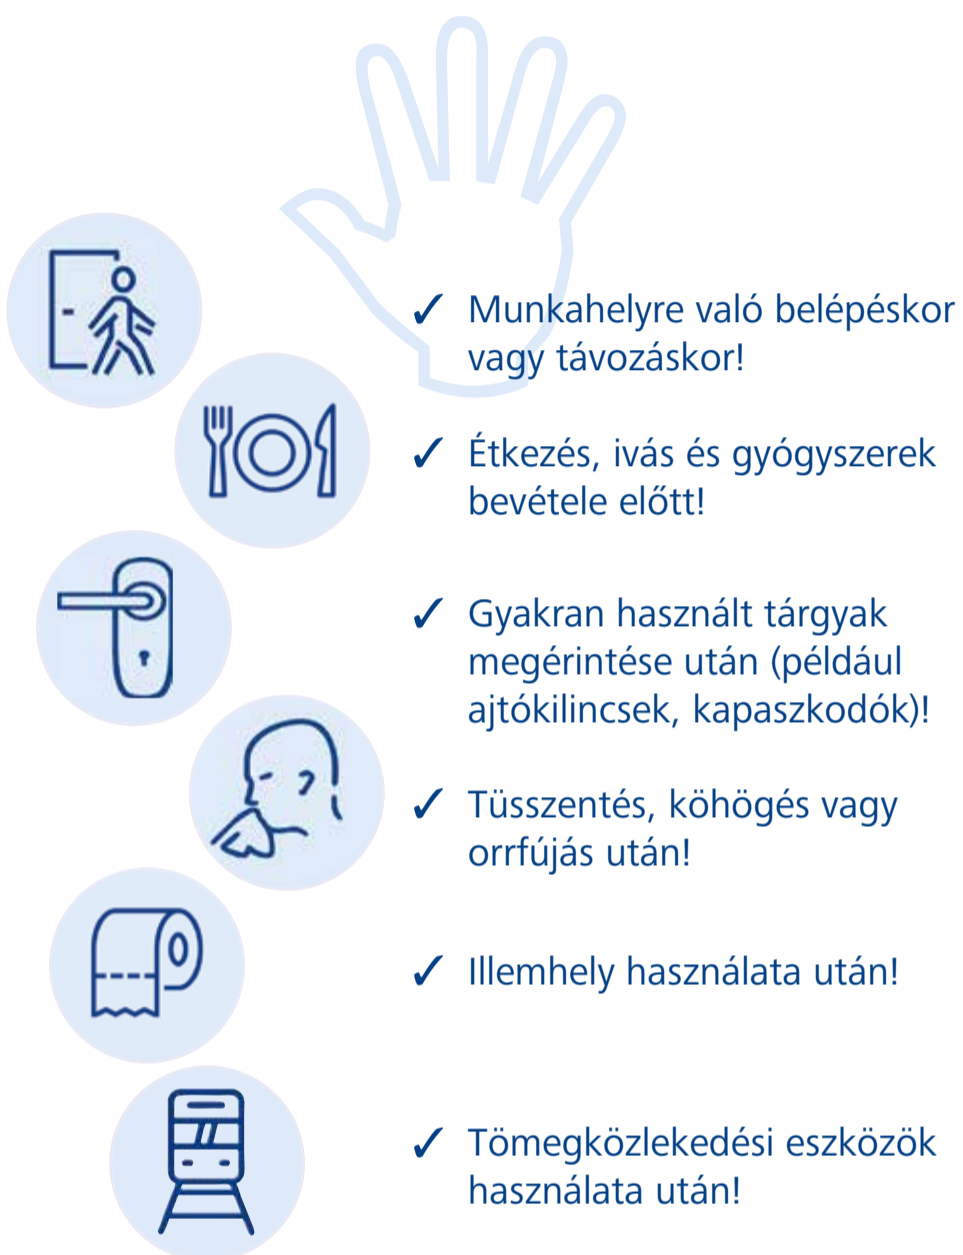 ✓ Munkahelyre való belépéskor
vagy távozáskor!
✓ Étkezés, ivás és gyógyszerek
bevétele előtt!
✓ Gyakran használt tárgyak
megérintése után (például
ajtókilincsek, kapaszkodók)!
✓ Tüsszentés, köhögés vagy
orrfújás után!
✓ Illemhely használata után!
✓ Tömegközlekedési eszközök
használata után!